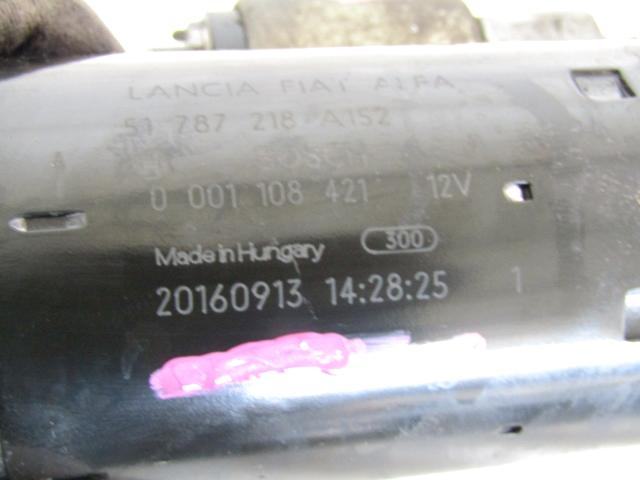 LANCIA FIAT ALFA
51 787 218 A152
A
BOSCH
0 001 108 421 12V
Made in Hungary 300
20160913 14:28:25 1